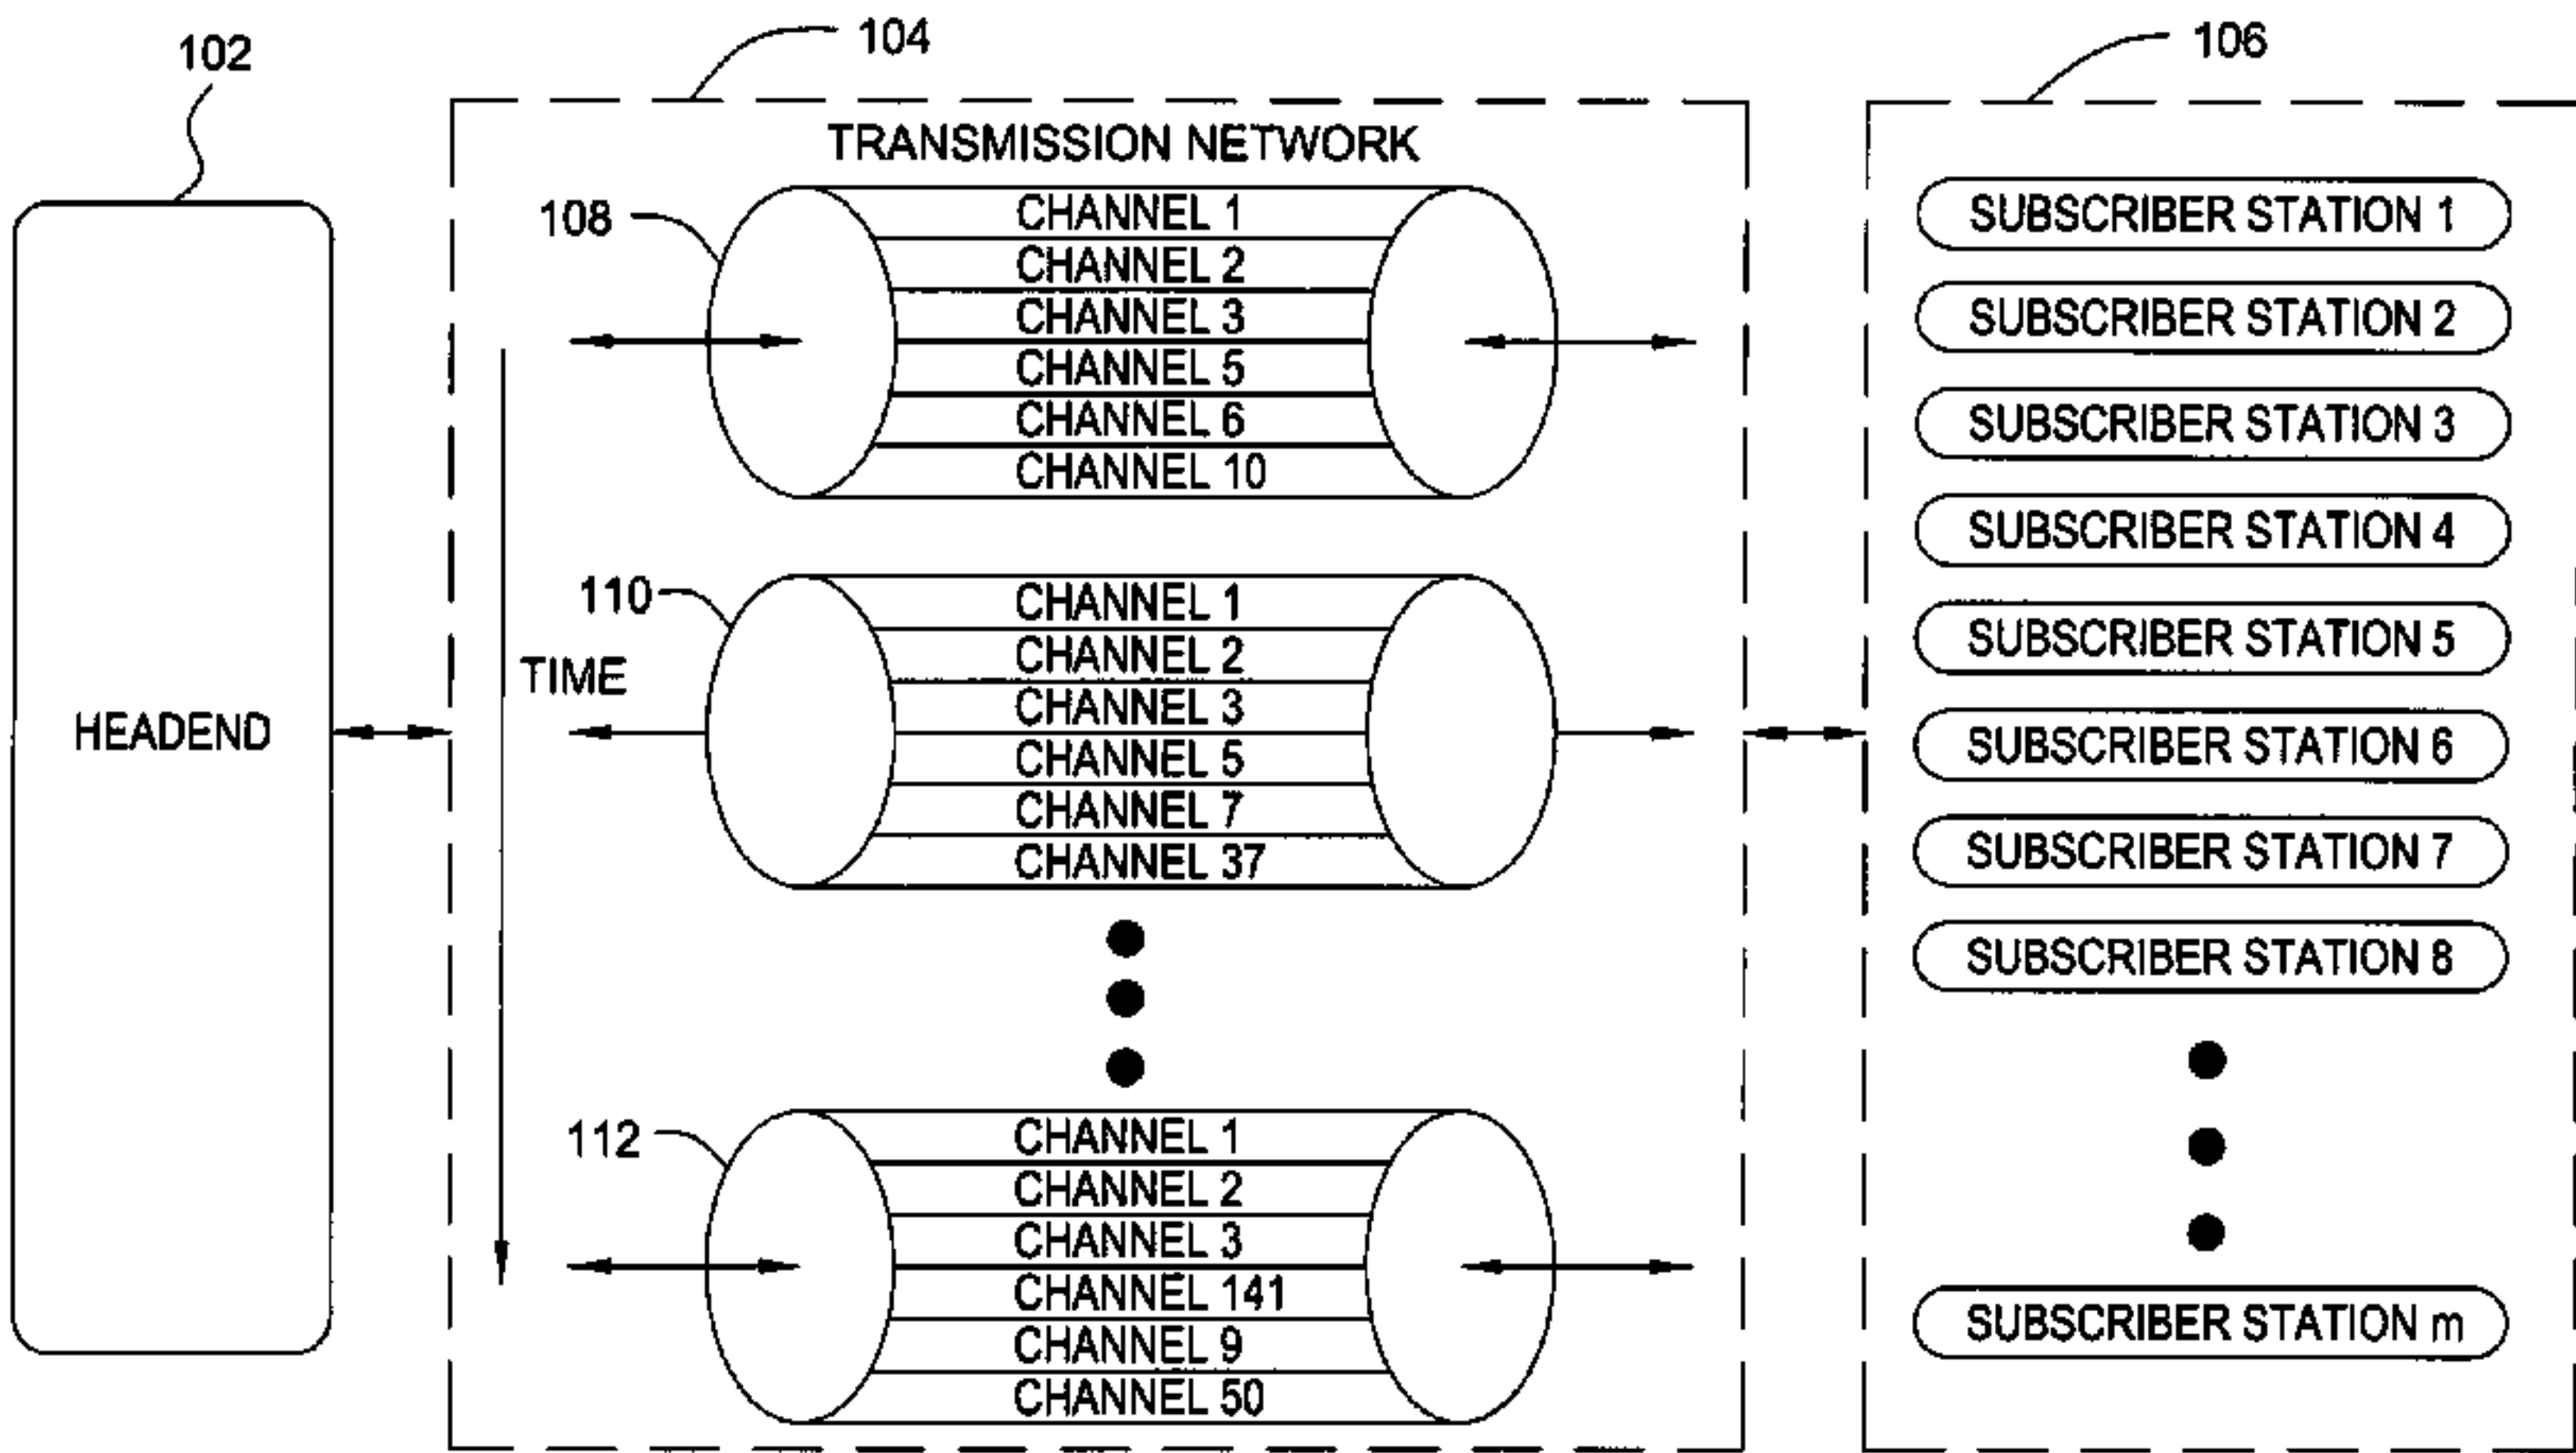 102
104
106
TRANSMISSION NETWORK
108
CHANNEL 1
CHANNEL 2
CHANNEL 3
CHANNEL 5
CHANNEL 6
CHANNEL 10
110
CHANNEL 1
CHANNEL 2
CHANNEL 3
CHANNEL 5
CHANNEL 7
CHANNEL 37
TIME
HEADEND
112
CHANNEL 1
CHANNEL 2
CHANNEL 3
CHANNEL 141
CHANNEL 9
CHANNEL 50
SUBSCRIBER STATION 1
SUBSCRIBER STATION 2
SUBSCRIBER STATION 3
SUBSCRIBER STATION 4
SUBSCRIBER STATION 5
SUBSCRIBER STATION 6
SUBSCRIBER STATION 7
SUBSCRIBER STATION 8
SUBSCRIBER STATION m